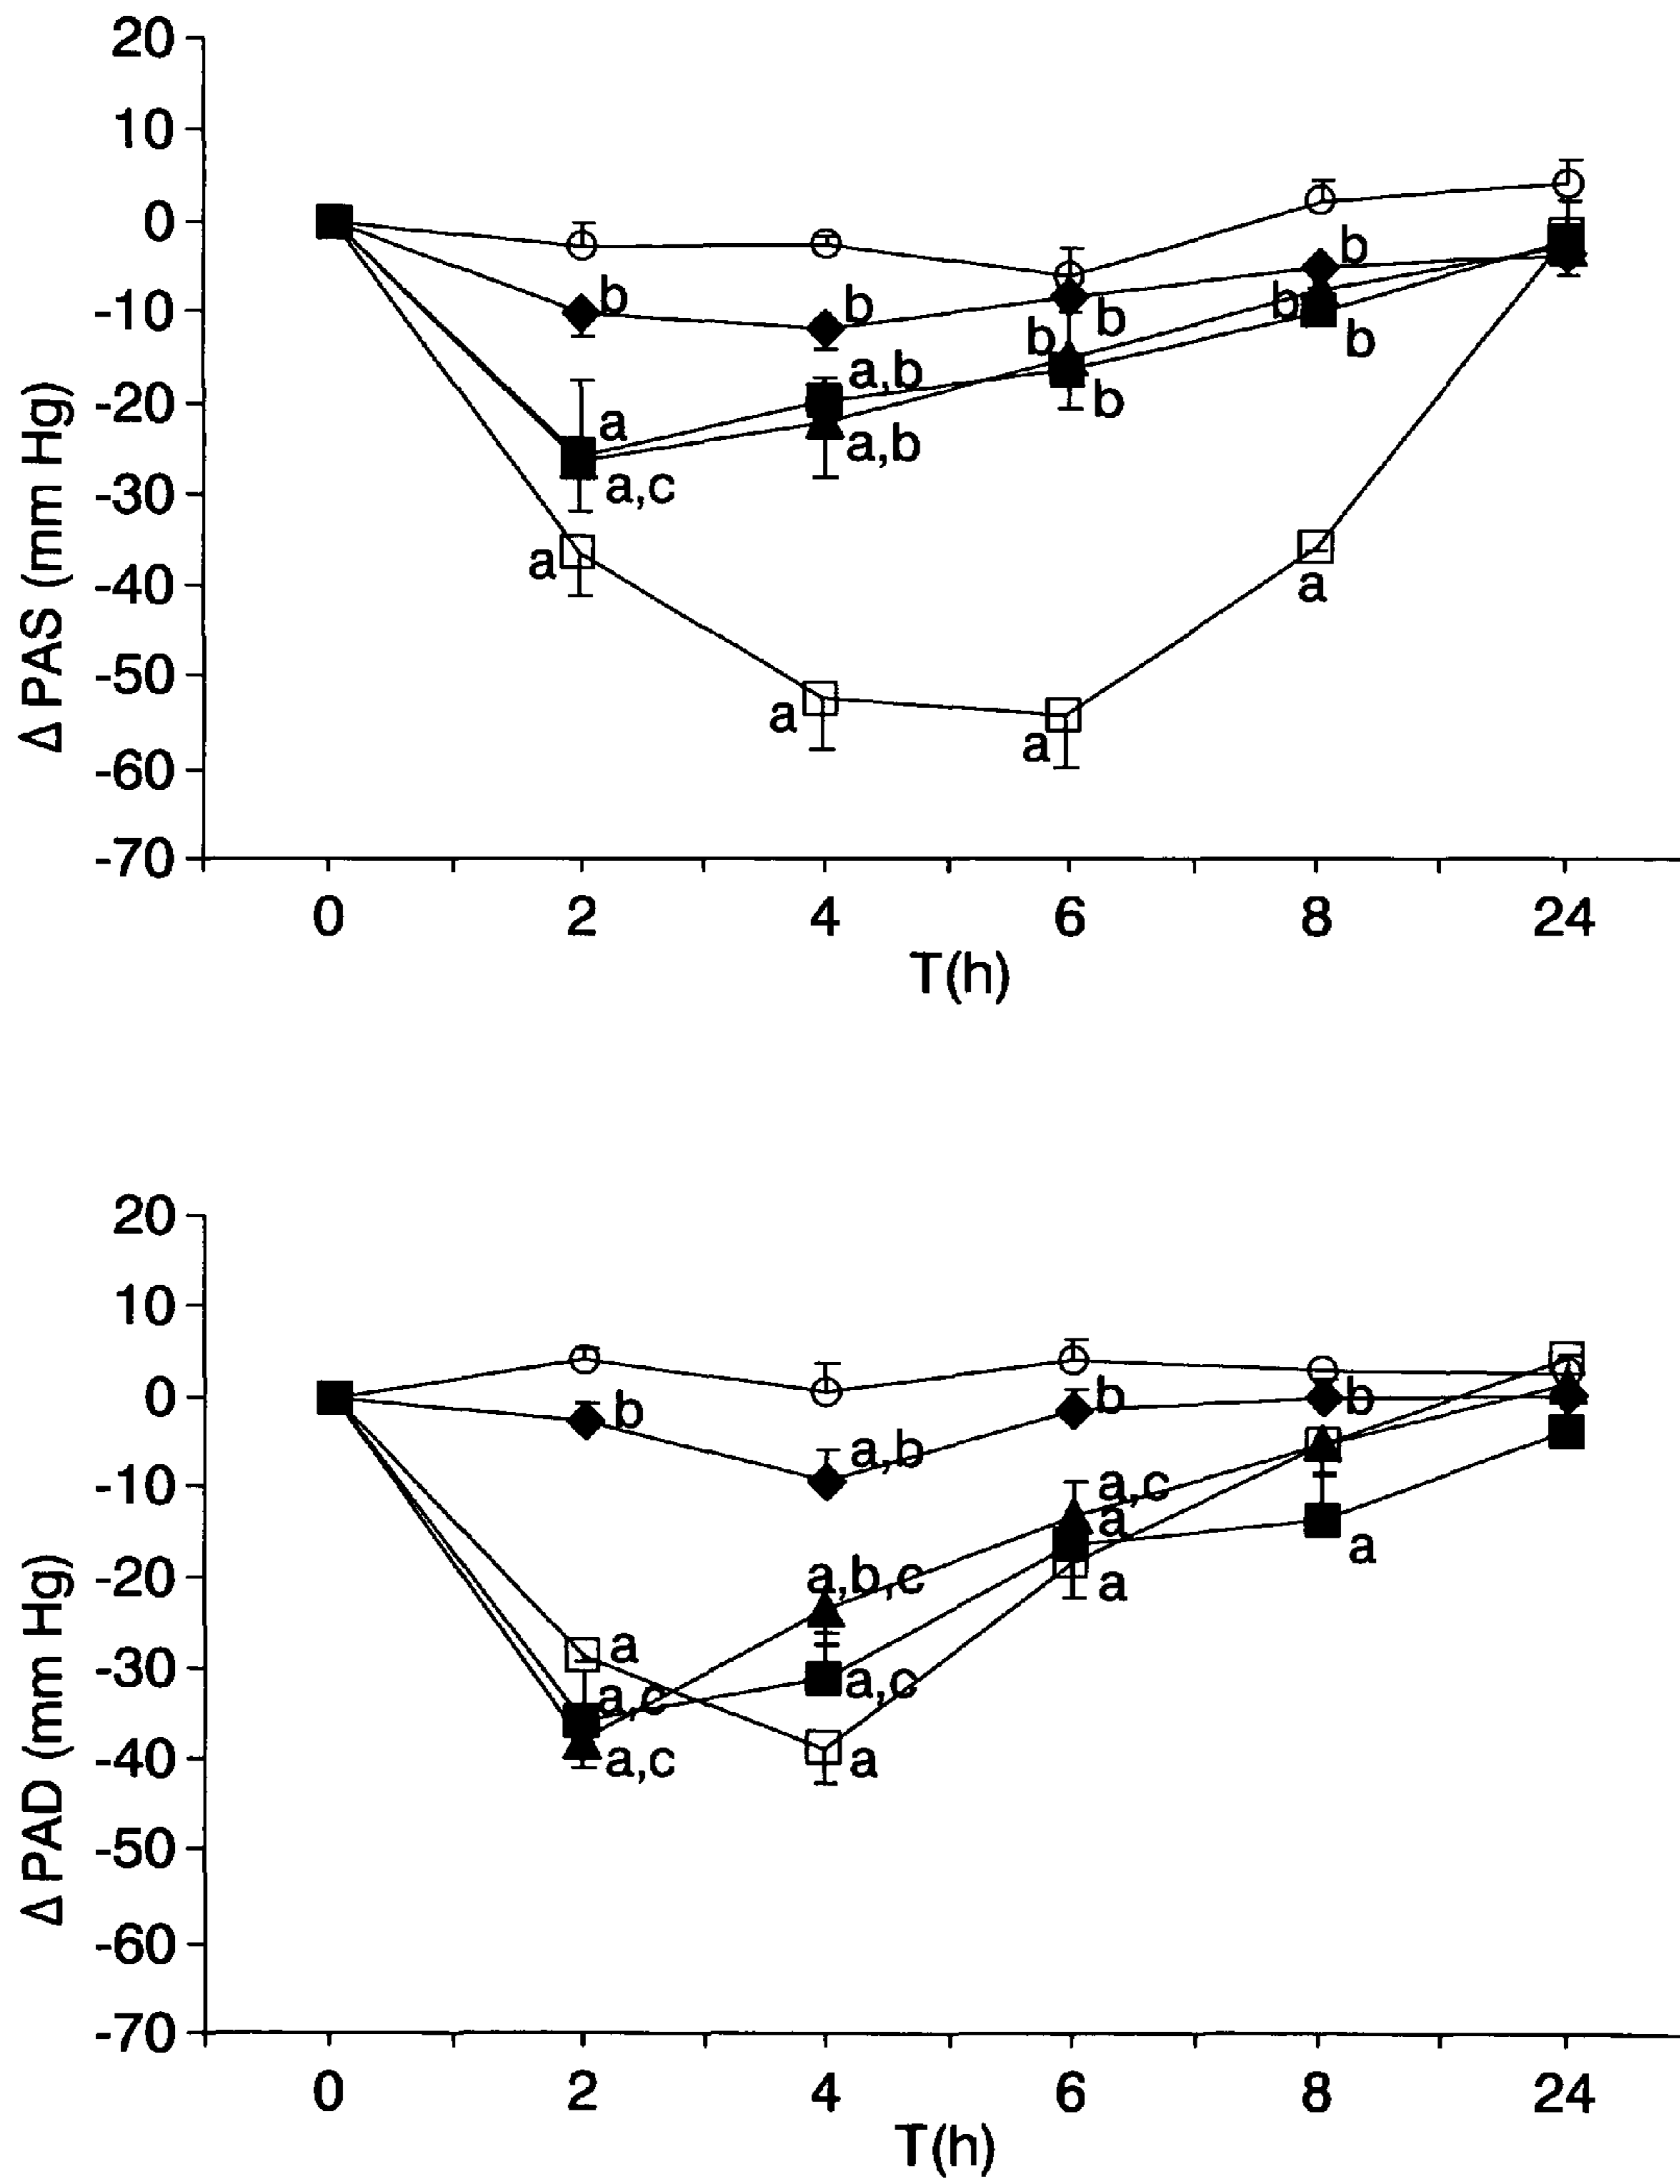 20
10
0
-10
-20
-30
-40
-50
-60
-70
Δ PAS (mm Hg)
b
b
b
b
a,b
b
b
b
a
a,b
b
a,c
a
a
a
a
0 2 4 6 8 24
T(h)
20
10
0
-10
-20
-30
-40
-50
-60
-70
Δ PAD (mm Hg)
b
b
b
a,b
a,c
a
a
a,b,c
a
a
a,c
a,c
a,c
a
0 2 4 6 8 24
T(h)